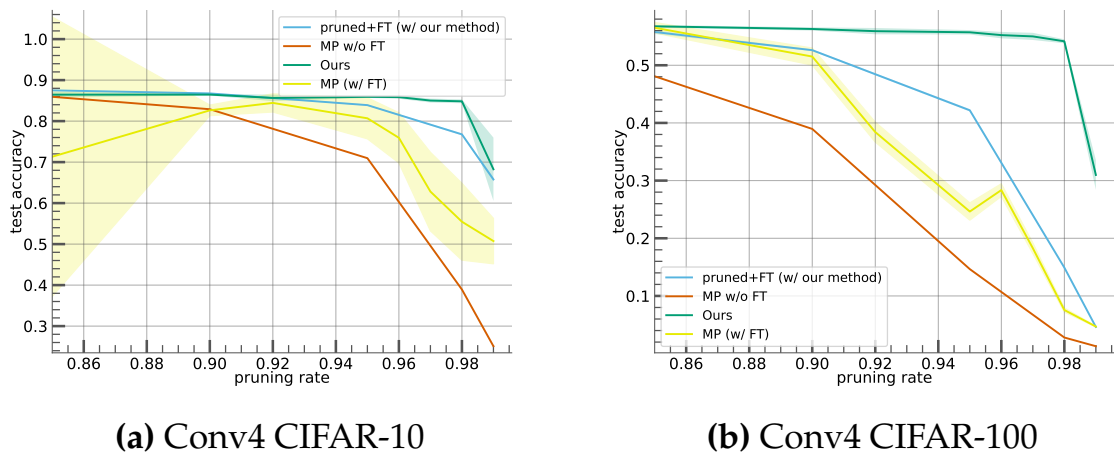 1.0
0.9
0.8
0.7
0.6
0.5
0.4
0.3
test accuracy
pruned+FT (w/ our method)
MP w/o FT
Ours
MP (w/ FT)
0.86 0.88 0.90 0.92 0.94 0.96 0.98
pruning rate
(a) Conv4 CIFAR-10
0.5
0.4
0.3
0.2
0.1
test accuracy
pruned+FT (w/ our method)
MP w/o FT
Ours
MP (w/ FT)
0.86 0.88 0.90 0.92 0.94 0.96 0.98
pruning rate
(b) Conv4 CIFAR-100